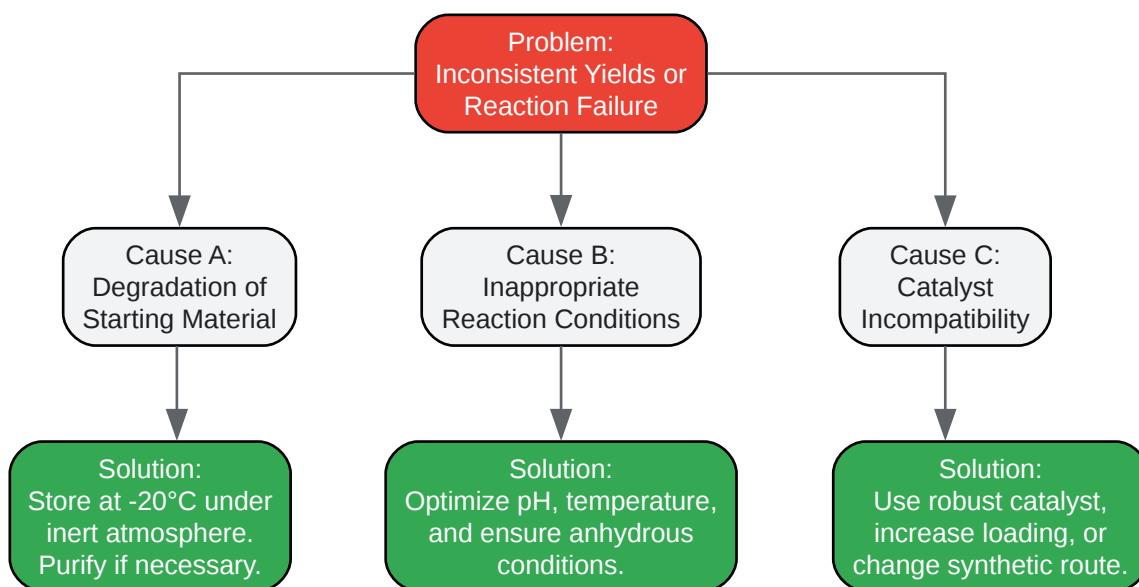 Problem:
Inconsistent Yields or
Reaction Failure
Cause A:
Degradation of
Starting Material
Cause B:
Inappropriate
Reaction Conditions
Cause C:
Catalyst
Incompatibility
Solution:
Store at -20°C under
inert atmosphere.
Purify if necessary.
Solution:
Optimize pH, temperature,
and ensure anhydrous
conditions.
Solution:
Use robust catalyst,
increase loading, or
change synthetic route.